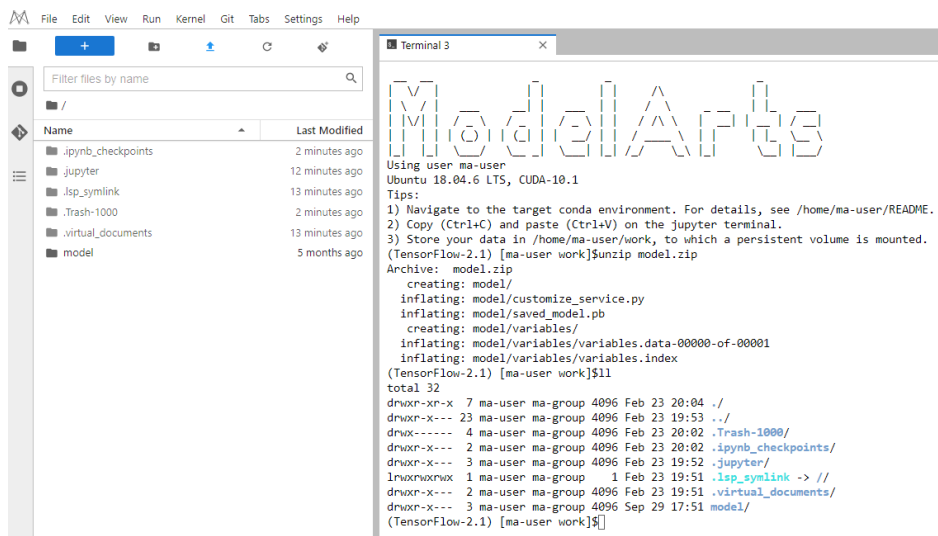 File Edit View Run Kernel Git Tabs Settings Help
Terminal 3
Filter files by name
/
Name Last Modified
.ipynb_checkpoints 2 minutes ago
.jupyter 12 minutes ago
.lsp_symlink 13 minutes ago
.Trash-1000 2 minutes ago
.virtual_documents 13 minutes ago
model 5 months ago
ModelArts
Using user ma-user
Ubuntu 18.04.6 LTS, CUDA-10.1
Tips:
1) Navigate to the target conda environment. For details, see /home/ma-user/README.
2) Copy (Ctrl+C) and paste (Ctrl+V) on the jupyter terminal.
3) Store your data in /home/ma-user/work, to which a persistent volume is mounted.
(TensorFlow-2.1) [ma-user work]$unzip model.zip
Archive:  model.zip
   creating: model/
  inflating: model/customize_service.py
  inflating: model/saved_model.pb
   creating: model/variables/
  inflating: model/variables/variables.data-00000-of-00001
  inflating: model/variables/variables.index
(TensorFlow-2.1) [ma-user work]$ll
total 32
drwxr-xr-x  7 ma-user ma-group 4096 Feb 23 20:04 ./
drwxr-x--- 23 ma-user ma-group 4096 Feb 23 19:53 ../
drwx------  4 ma-user ma-group 4096 Feb 23 20:02 .Trash-1000/
drwxr-x---  2 ma-user ma-group 4096 Feb 23 20:02 .ipynb_checkpoints/
drwxr-x---  3 ma-user ma-group 4096 Feb 23 19:52 .jupyter/
lrwxrwxrwx  1 ma-user ma-group    1 Feb 23 19:51 .lsp_symlink -> //
drwxr-x---  2 ma-user ma-group 4096 Feb 23 19:51 .virtual_documents/
drwxr-x---  3 ma-user ma-group 4096 Sep 29 17:51 model/
(TensorFlow-2.1) [ma-user work]$